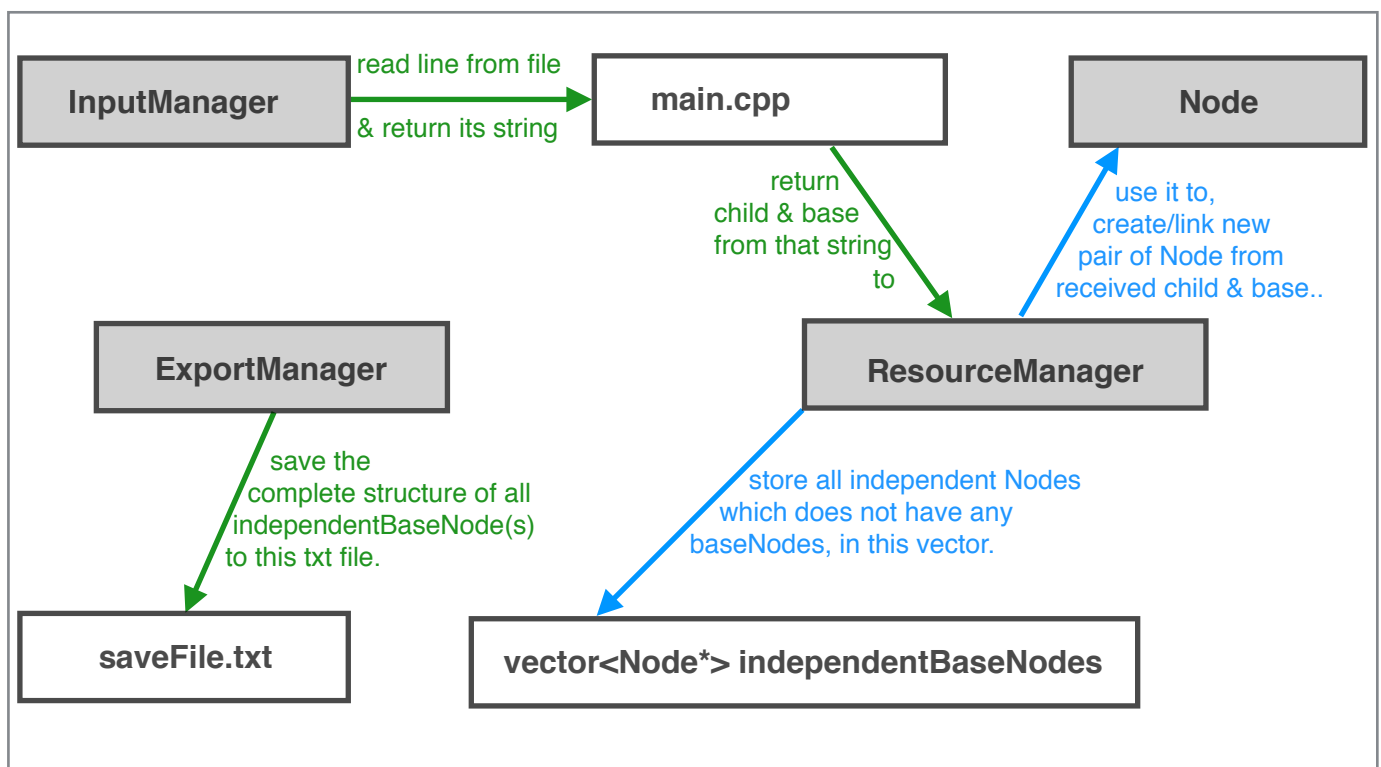 InputManager
read line from file
& return its string
main.cpp
Node
return
child & base
from that string
to
use it to,
create/link new
pair of Node from
received child & base..
ExportManager
ResourceManager
save the
complete structure of all
independentBaseNode(s)
to this txt file.
store all independent Nodes
which does not have any
baseNodes, in this vector.
saveFile.txt
vector<Node*> independentBaseNodes